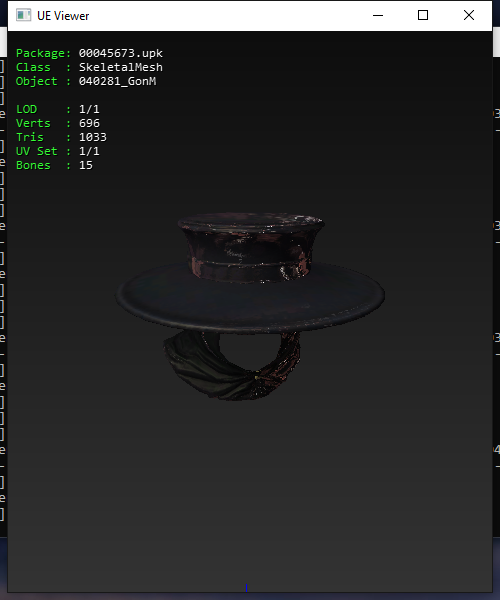 UE Viewer
Package: 00045673.upk
Class  : SkeletalMesh
Object : 040281_GonM
LOD    : 1/1
Verts  : 696
Tris   : 1033
UV Set : 1/1
Bones  : 15